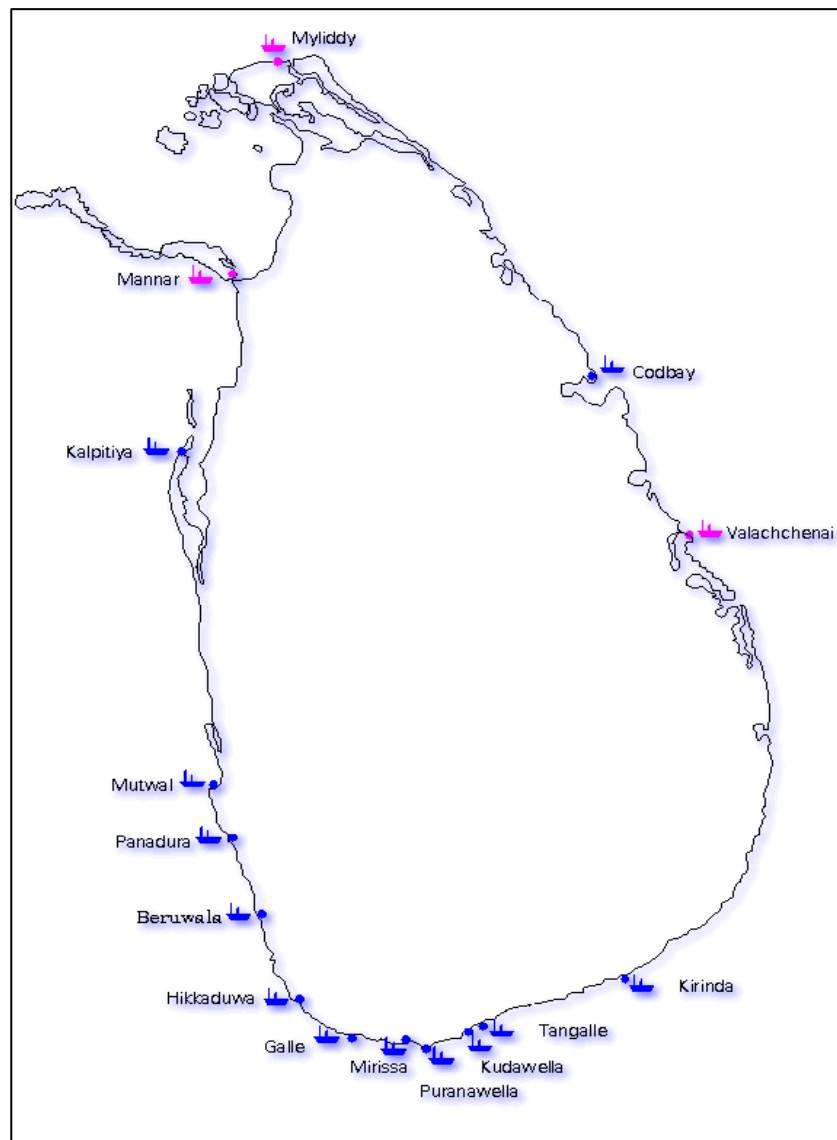 Myliddy
Mannar
Codbay
Kalpitiya
Valachchenai
Mutwal
Panadura
Beruwala
Hikkaduwa
Kirinda
Galle
Tangalle
Mirissa
Kudawella
Puranawella